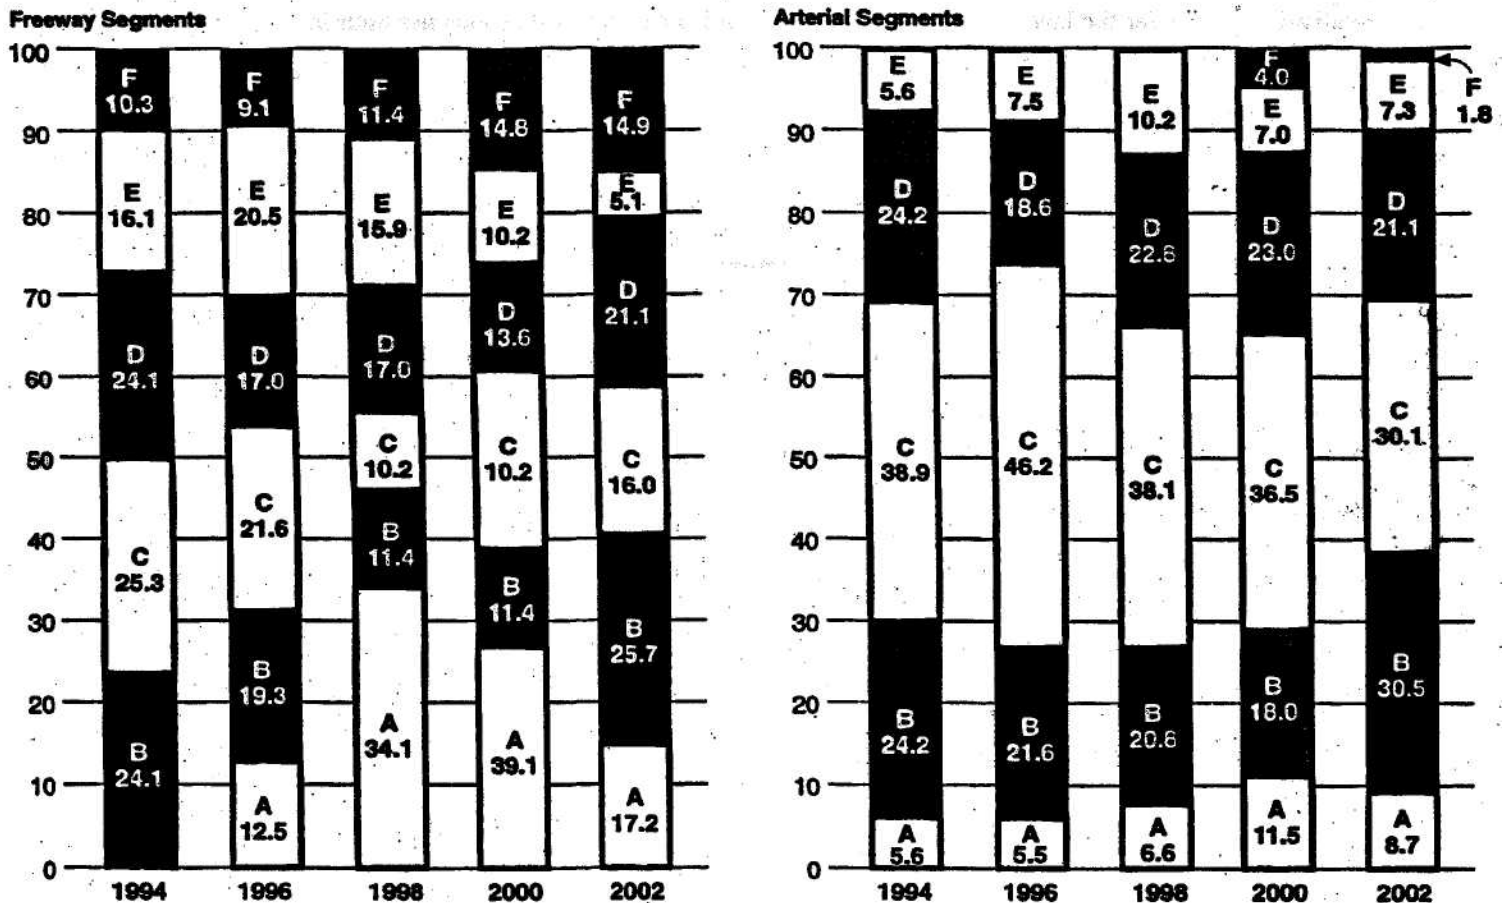 Freeway Segments
100
90
80
70
60
50
40
30
20
10
0
F
10.3
E
16.1
D
24.1
C
25.3
B
24.1
1994
F
9.1
E
20.5
D
17.0
C
21.6
B
19.3
A
12.5
1996
F
11.4
E
15.9
D
17.0
C
10.2
B
11.4
A
34.1
1998
F
14.8
E
10.2
D
13.6
C
10.2
B
11.4
A
39.1
2000
F
14.9
E
5.1
D
21.1
C
16.0
B
25.7
A
17.2
2002
Arterial Segments
100
90
80
70
60
50
40
30
20
10
0
E
5.6
D
24.2
C
38.9
B
24.2
A
5.6
1994
E
7.5
D
18.6
C
46.2
B
21.6
A
5.5
1996
E
10.2
D
22.6
C
38.1
B
20.6
A
6.6
1998
F
4.0
E
7.0
D
23.0
C
36.5
B
18.0
A
11.5
2000
F
1.8
E
7.3
D
21.1
C
30.1
B
30.5
A
8.7
2002